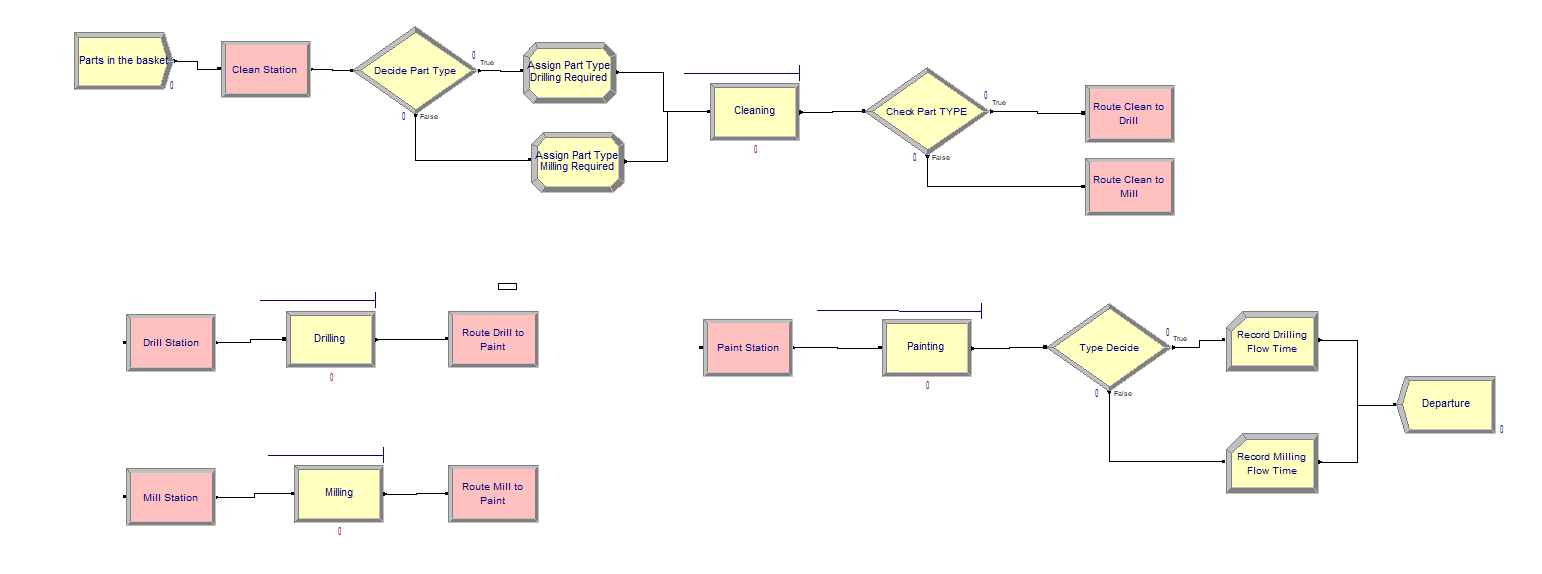 Parts in the basket
0
Clean Station
Decide Part Type
0
True
0
False
Assign Part Type
Drilling Required
Assign Part Type
Milling Required
Cleaning
0
Check Part TYPE
0
True
0
False
Route Clean to
Drill
Route Clean to
Mill
Drill Station
Drilling
0
Route Drill to
Paint
Paint Station
Painting
0
Type Decide
0
True
0
False
Record Drilling
Flow Time
Record Milling
Flow Time
Departure
0
Mill Station
Milling
0
Route Mill to
Paint